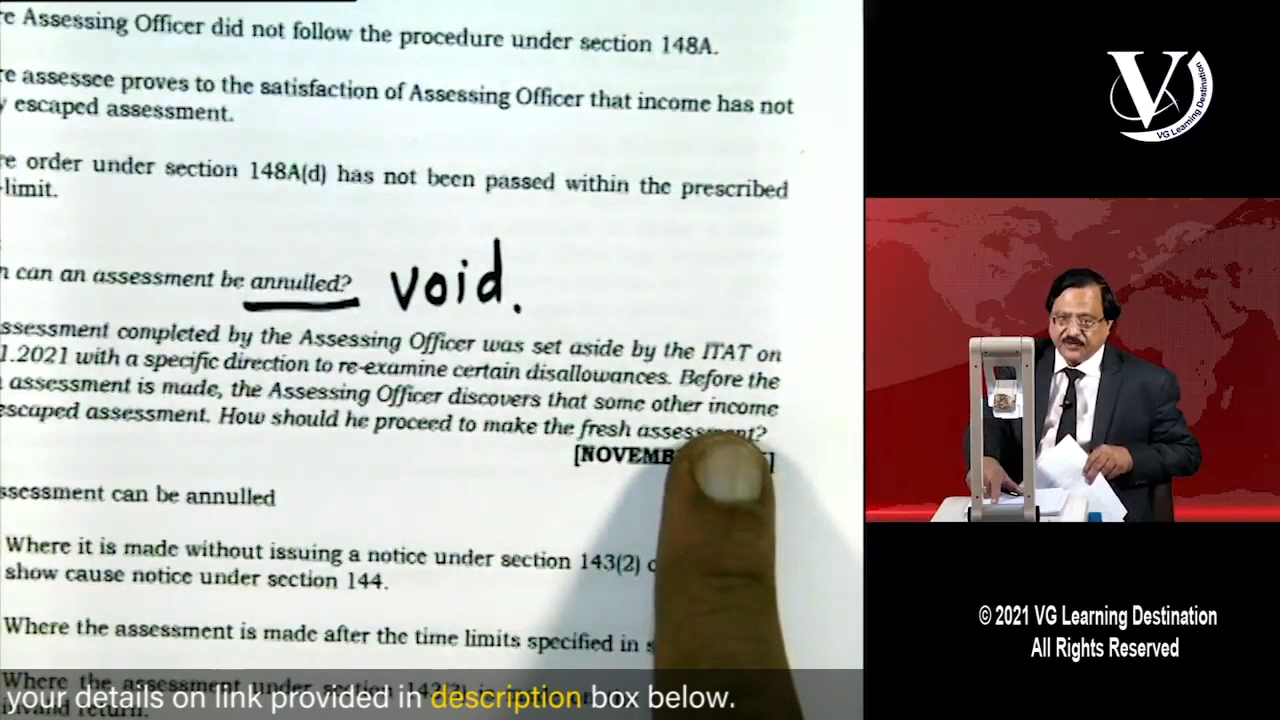 re Assessing Officer did not follow the procedure under section 148A.
re assessee proves to the satisfaction of Assessing Officer that income has not
y escaped assessment.
re order under section 148A(d) has not been passed within the prescribed
-limit.
n can an assessment be annulled? void.
ssessment completed by the Assessing Officer was set aside by the ITAT on
1.2021 with a specific direction to re-examine certain disallowances. Before the
assessment is made, the Assessing Officer discovers that some other income
escaped assessment. How should he proceed to make the fresh assessment?
[NOVEMB
ssessment can be annulled
Where it is made without issuing a notice under section 143(2)
show cause notice under section 144.
Where the assessment is made after the time limits specified in
Where the assessment under section
invalid return.
your details on link provided in description box below.
V
VG Learning Destination
© 2021 VG Learning Destination
All Rights Reserved